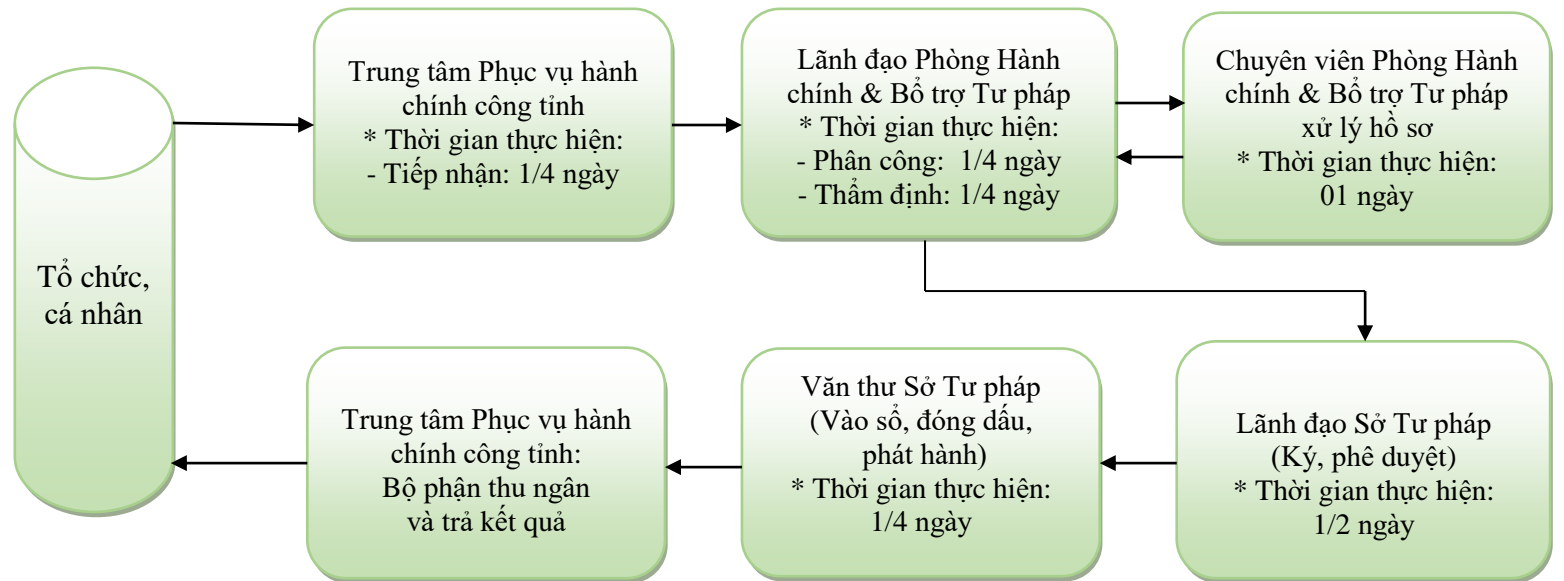 Tổ chức,
cá nhân
Trung tâm Phục vụ hành
chính công tỉnh
* Thời gian thực hiện:
- Tiếp nhận: 1/4 ngày
Lãnh đạo Phòng Hành
chính & Bổ trợ Tư pháp
* Thời gian thực hiện:
- Phân công: 1/4 ngày
- Thẩm định: 1/4 ngày
Chuyên viên Phòng Hành
chính & Bổ trợ Tư pháp
xử lý hồ sơ
* Thời gian thực hiện:
01 ngày
Lãnh đạo Sở Tư pháp
(Ký, phê duyệt)
* Thời gian thực hiện:
1/2 ngày
Văn thư Sở Tư pháp
(Vào sổ, đóng dấu,
phát hành)
* Thời gian thực hiện:
1/4 ngày
Trung tâm Phục vụ hành
chính công tỉnh:
Bộ phận thu ngân
và trả kết quả